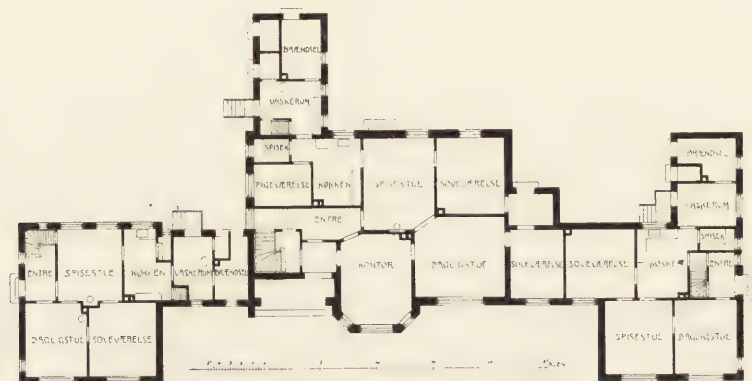 BRÆNDSEL
VASKERUM
SPISEK
PIGEVÆRELSE
KØKKEN
SPISESTUE
SOVEVÆRELSE
ENTRE
KONTOR
DAGLIGSTUE
SOVEVÆRELSE
SOVEVÆRELSE
BRÆNDSEL
VASKERUM
SPISEK
ENTRE
SPISESTUE
DAGLIGSTUE
ENTRE
SPISESTUE
KØKKEN
VASKERUM
BRÆNDSEL
DAGLIGSTUE
SOVEVÆRELSE